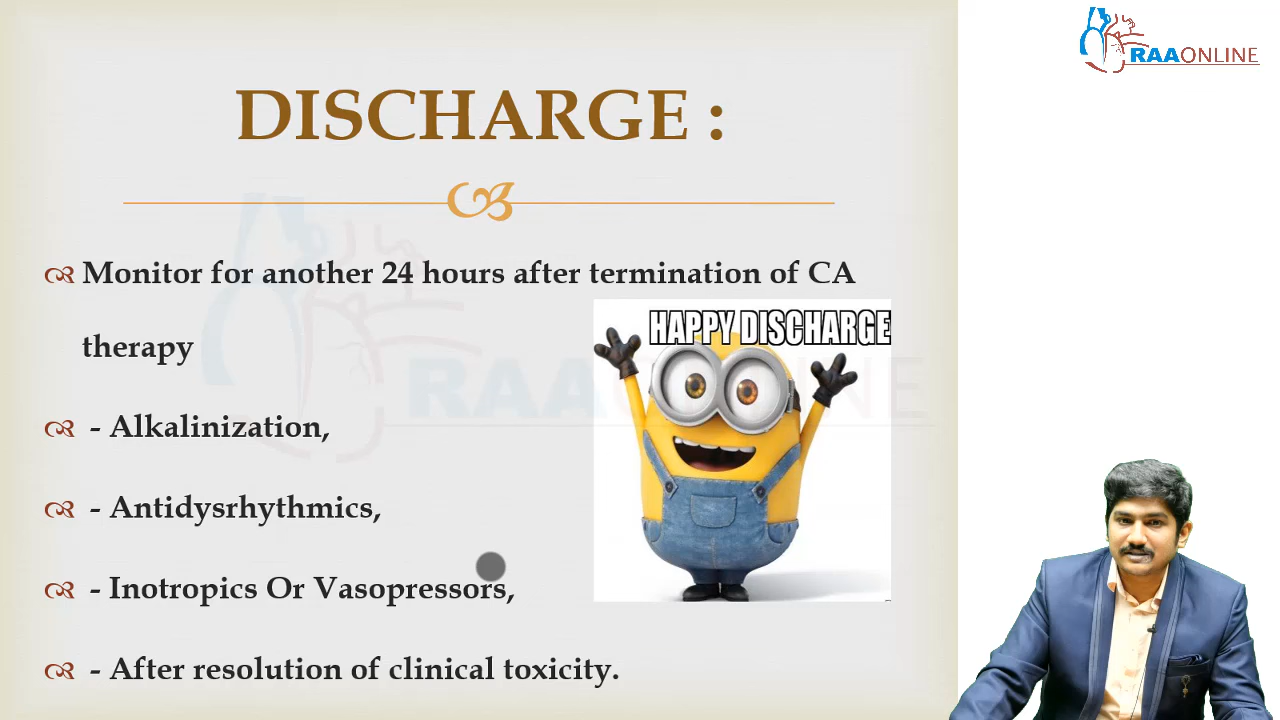 RAAONLINE
DISCHARGE :
Monitor for another 24 hours after termination of CA
therapy
HAPPY DISCHARGE
- Alkalinization,
- Antidysrhythmics,
- Inotropics Or Vasopressors,
- After resolution of clinical toxicity.
RAAONLINE